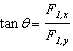 tan θ = F₁,ₓ / F₁,ᵧ